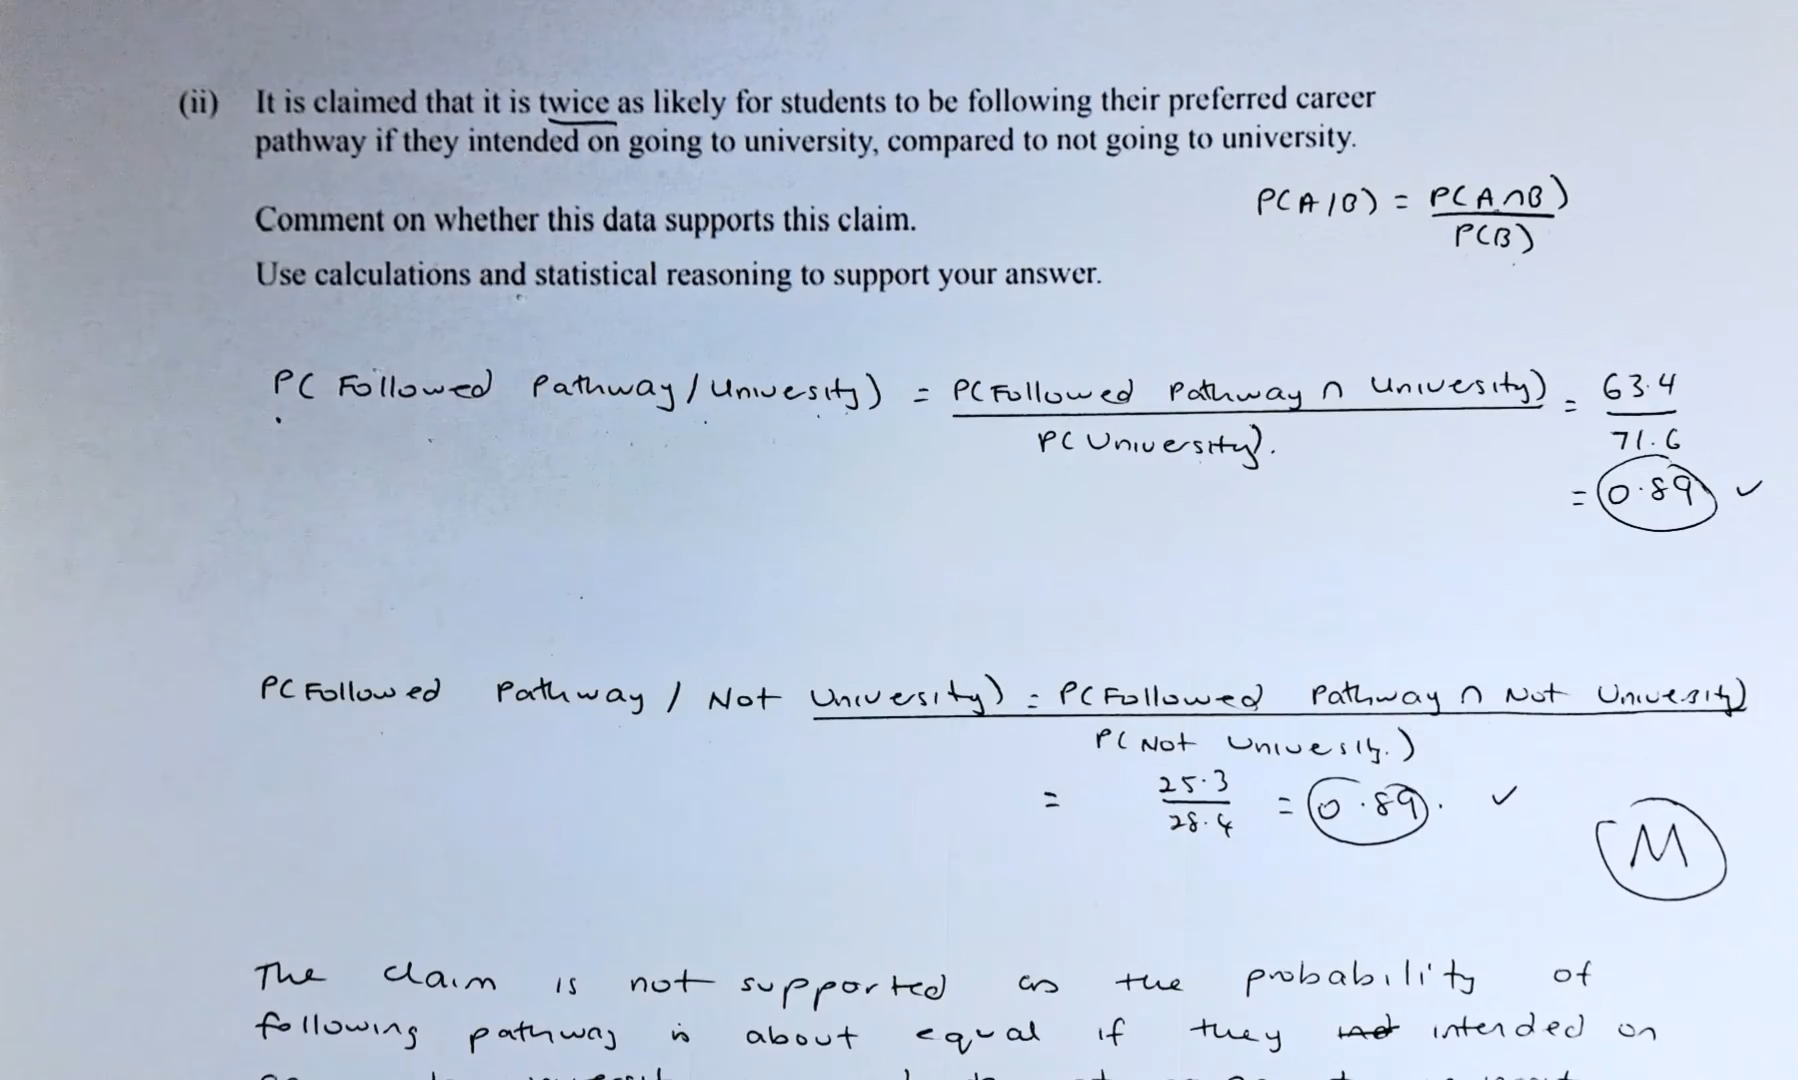 (ii) It is claimed that it is twice as likely for students to be following their preferred career
pathway if they intended on going to university, compared to not going to university.
P(A/B) = P(A∩B)
P(B)
Comment on whether this data supports this claim.
Use calculations and statistical reasoning to support your answer.
P( Followed Pathway / Univesity) = P(Followed Pathway ∩ University) = 63.4
P( University). 71.6
= 0.89 ✓
P( Followed Pathway / Not University) = P( Followed Pathway ∩ Not Univesity)
P( Not Univesity.)
= 25.3 = 0.89. ✓
28.4
M
The claim is not supported as the probability of
following pathway is about equal if they intended on